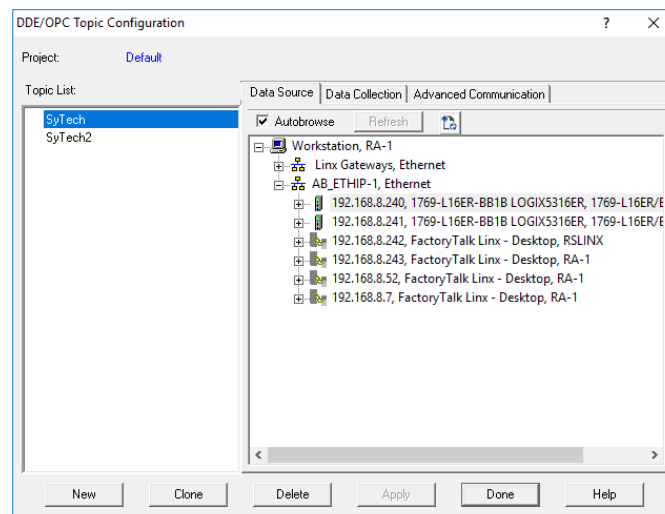 DDE/OPC Topic Configuration
Project: Default
Topic List:
SyTech
SyTech2
Data Source Data Collection Advanced Communication
Autobrowse Refresh
Workstation, RA-1
Linx Gateways, Ethernet
AB_ETHIP-1, Ethernet
192.168.8.240, 1769-L16ER-BB1B LOGIX5316ER, 1769-L16ER/E
192.168.8.241, 1769-L16ER-BB1B LOGIX5316ER, 1769-L16ER/E
192.168.8.242, FactoryTalk Linx - Desktop, RSLINX
192.168.8.243, FactoryTalk Linx - Desktop, RA-1
192.168.8.52, FactoryTalk Linx - Desktop, RA-1
192.168.8.7, FactoryTalk Linx - Desktop, RA-1
New Clone Delete Apply Done Help